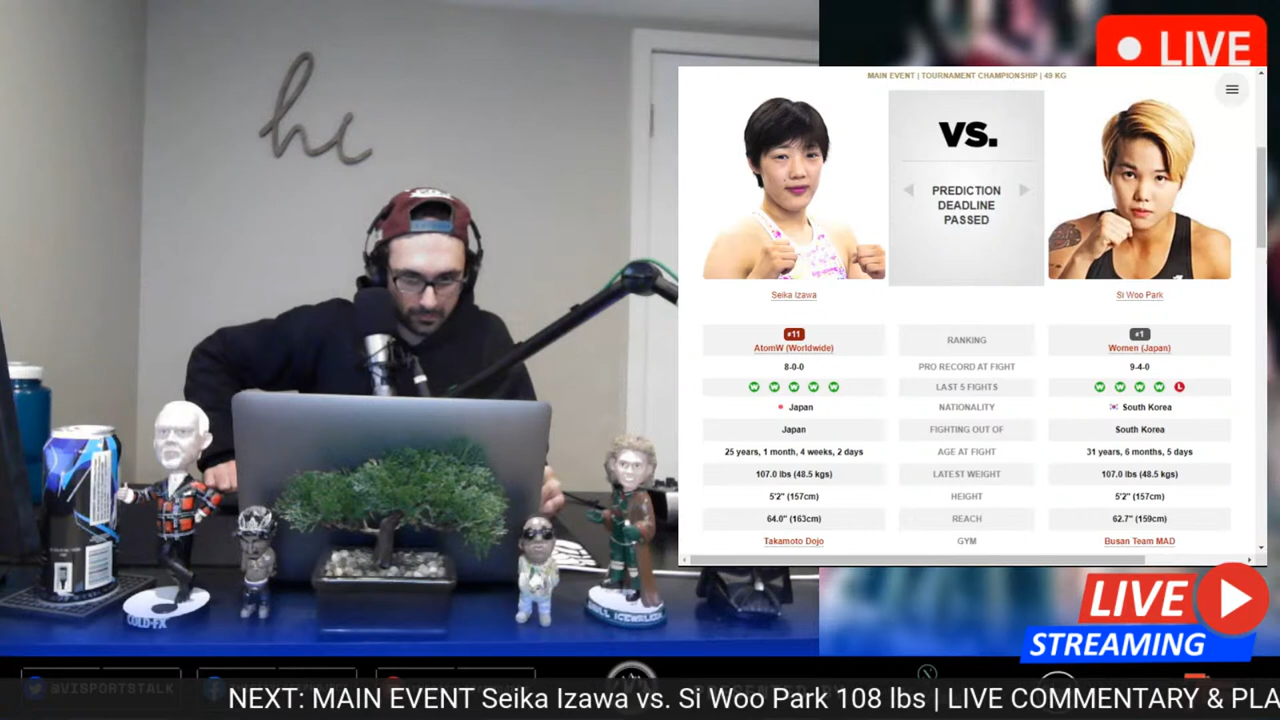 hi
LIVE
MAIN EVENT | TOURNAMENT CHAMPIONSHIP | 49 KG
VS.
PREDICTION
DEADLINE
PASSED
Seika Izawa
Si Woo Park
#11
AtomW (Worldwide)
RANKING
#1
Women (Japan)
8-0-0
PRO RECORD AT FIGHT
9-4-0
W W W W W
LAST 5 FIGHTS
W W W W L
Japan
NATIONALITY
South Korea
Japan
FIGHTING OUT OF
South Korea
25 years, 1 month, 4 weeks, 2 days
AGE AT FIGHT
31 years, 6 months, 5 days
107.0 lbs (48.5 kgs)
LATEST WEIGHT
107.0 lbs (48.5 kgs)
5'2" (157cm)
HEIGHT
5'2" (157cm)
64.0" (163cm)
REACH
62.7" (159cm)
Takamoto Dojo
GYM
Busan Team MAD
COLD-FX
LIVE
STREAMING
@VISPORTSTALK
NEXT: MAIN EVENT Seika Izawa vs. Si Woo Park 108 lbs | LIVE COMMENTARY & PLA